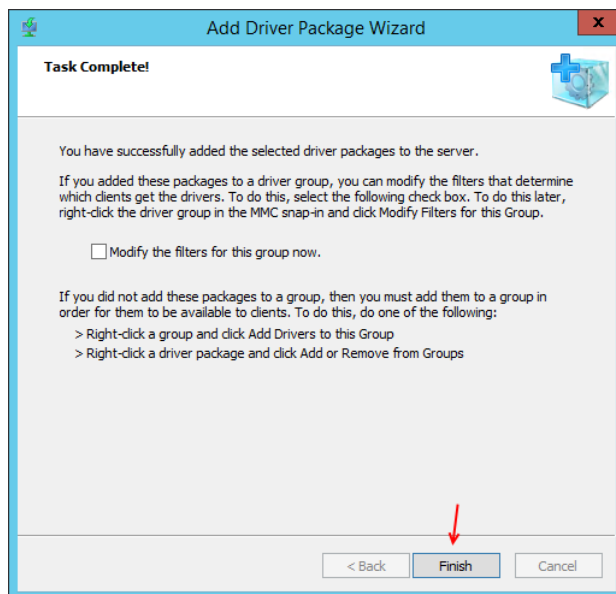 Add Driver Package Wizard
x
Task Complete!
You have successfully added the selected driver packages to the server.
If you added these packages to a driver group, you can modify the filters that determine
which clients get the drivers. To do this, select the following check box. To do this later,
right-click the driver group in the MMC snap-in and click Modify Filters for this Group.
Modify the filters for this group now.
If you did not add these packages to a group, then you must add them to a group in
order for them to be available to clients. To do this, do one of the following:
> Right-click a group and click Add Drivers to this Group
> Right-click a driver package and click Add or Remove from Groups
< Back Finish Cancel